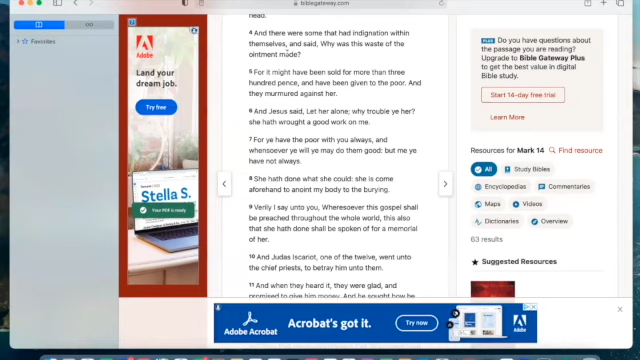 biblegateway.com
Favorites
Adobe
Land your
dream job.
Try free
Stella S.
Your PDF is ready
head.
4 And there were some that had indignation within
themselves, and said, Why was this waste of the
ointment made?
5 For it might have been sold for more than three
hundred pence, and have been given to the poor. And
they murmured against her.
6 And Jesus said, Let her alone; why trouble ye her?
she hath wrought a good work on me.
7 For ye have the poor with you always, and
whensoever ye will ye may do them good: but me ye
have not always.
8 She hath done what she could: she is come
aforehand to anoint my body to the burying.
9 Verily I say unto you, Wheresoever this gospel shall
be preached throughout the whole world, this also
that she hath done shall be spoken of for a memorial
of her.
10 And Judas Iscariot, one of the twelve, went unto
the chief priests, to betray him unto them.
11 And when they heard it, they were glad, and
promised to give him money. And he sought how he
PLUS Do you have questions about
the passage you are reading?
Upgrade to Bible Gateway Plus
to get the best value in digital
Bible study.
Start 14-day free trial
Learn More
Resources for Mark 14
Find resource
All
Study Bibles
Encyclopedias
Commentaries
Maps
Videos
Dictionaries
Overview
63 results
Suggested Resources
Adobe Acrobat
Acrobat's got it.
Try now
Adobe